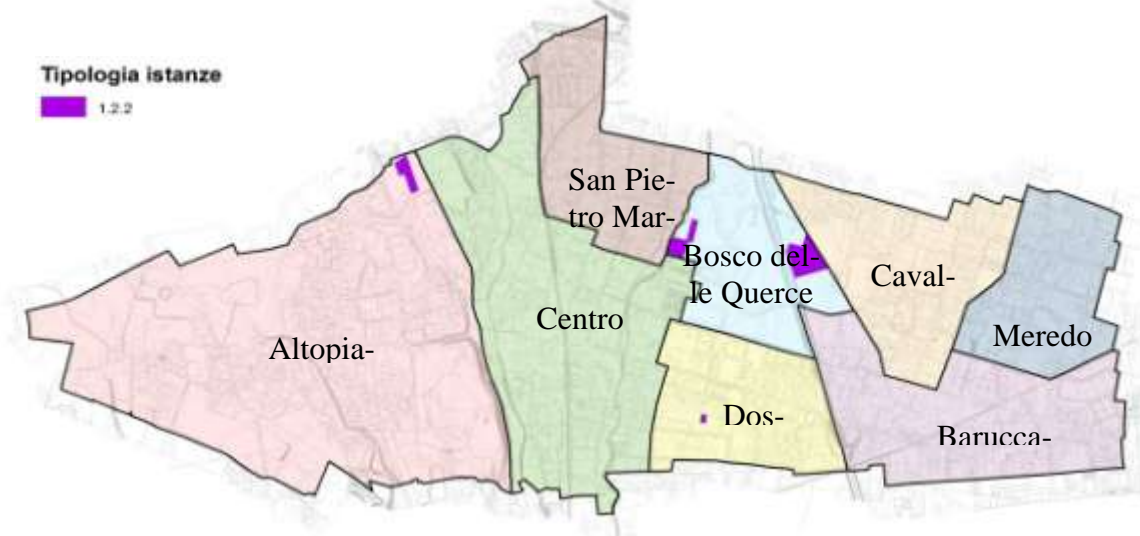 Tipologia istanze
1.2.2
San Pie-
tro Mar-
Bosco del-
le Querce
Caval-
Centro
Meredo
Altopia-
Dos-
Barucca-